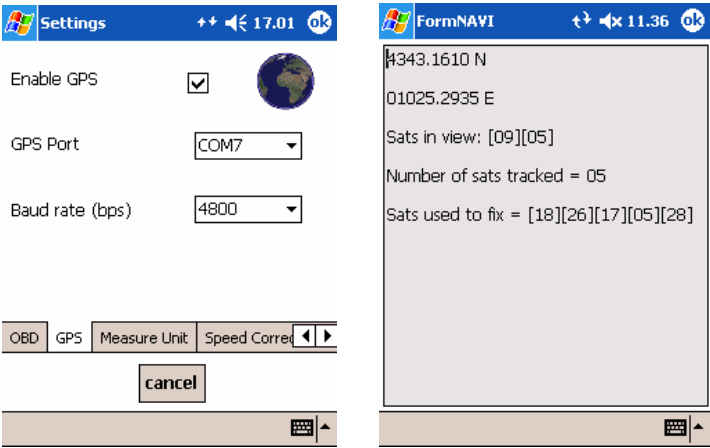 Settings 17.01 ok
Enable GPS
GPS Port COM7
Baud rate (bps) 4800
OBD GPS Measure Unit Speed Correc
cancel
FormNAVI 11.36 ok
4343.1610 N
01025.2935 E
Sats in view: [09][05]
Number of sats tracked = 05
Sats used to fix = [18][26][17][05][28]